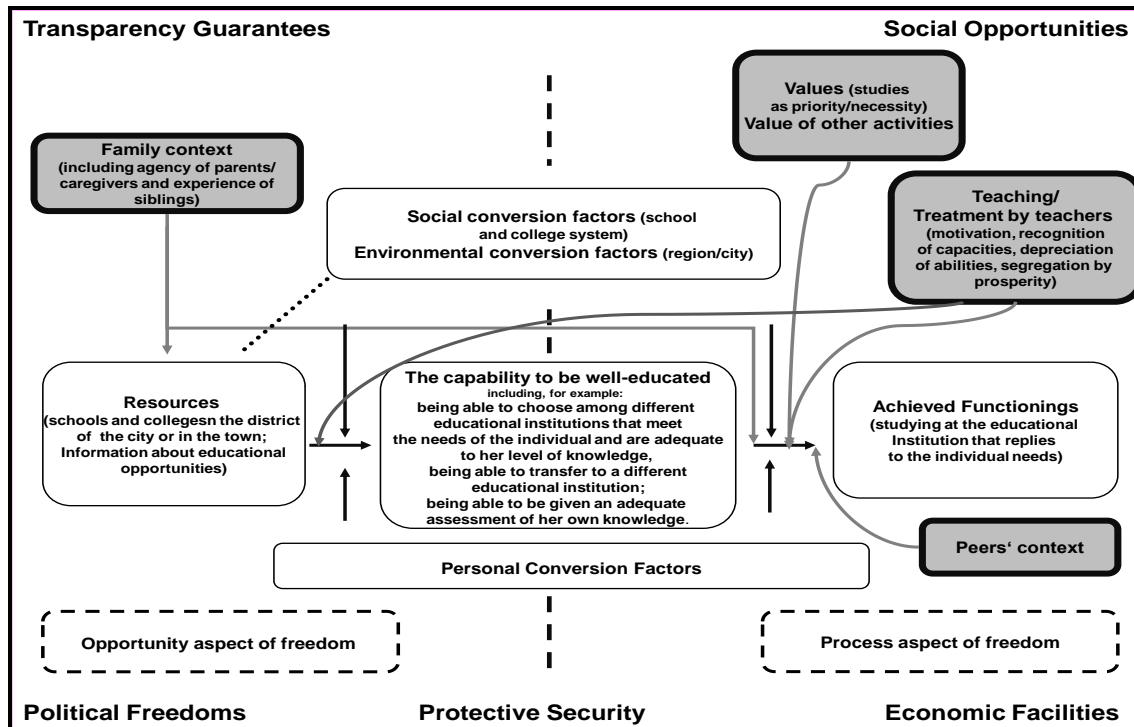 Transparency Guarantees
Social Opportunities
Values (studies
as priority/necessity)
Value of other activities
Family context
(including agency of parents/
caregivers and experience of
siblings)
Teaching/
Treatment by teachers
(motivation, recognition
of capacities, depreciation
of abilities, segregation by
prosperity)
Social conversion factors (school
and college system)
Environmental conversion factors (region/city)
Resources
(schools and collegesn the district
of the city or in the town;
Information about educational
opportunities)
The capability to be well-educated
including, for example:
being able to choose among different
educational institutions that meet
the needs of the individual and are adequate
to her level of knowledge,
being able to transfer to a different
educational institution;
being able to be given an adequate
assessment of her own knowledge.
Achieved Functionings
(studying at the educational
Institution that replies
to the individual needs)
Peers‘ context
Personal Conversion Factors
Opportunity aspect of freedom
Process aspect of freedom
Political Freedoms
Protective Security
Economic Facilities